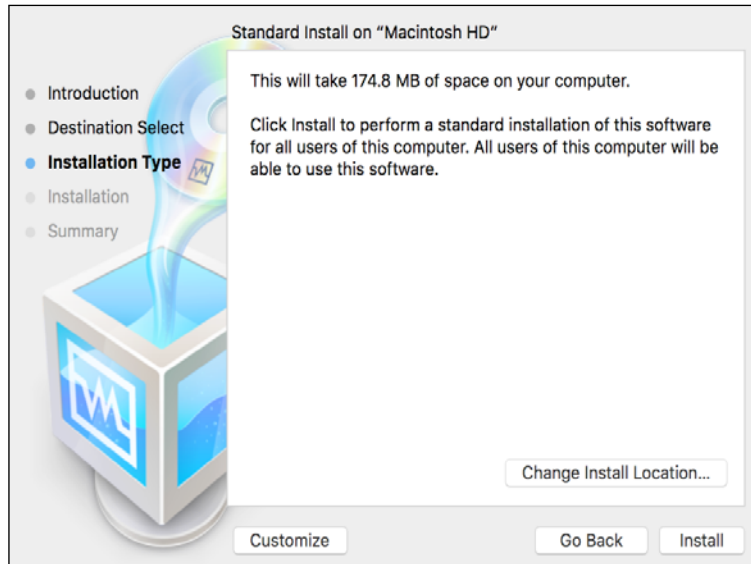 Standard Install on “Macintosh HD”
Introduction
Destination Select
Installation Type
Installation
Summary
This will take 174.8 MB of space on your computer.
Click Install to perform a standard installation of this software
for all users of this computer. All users of this computer will be
able to use this software.
Change Install Location...
Customize
Go Back
Install